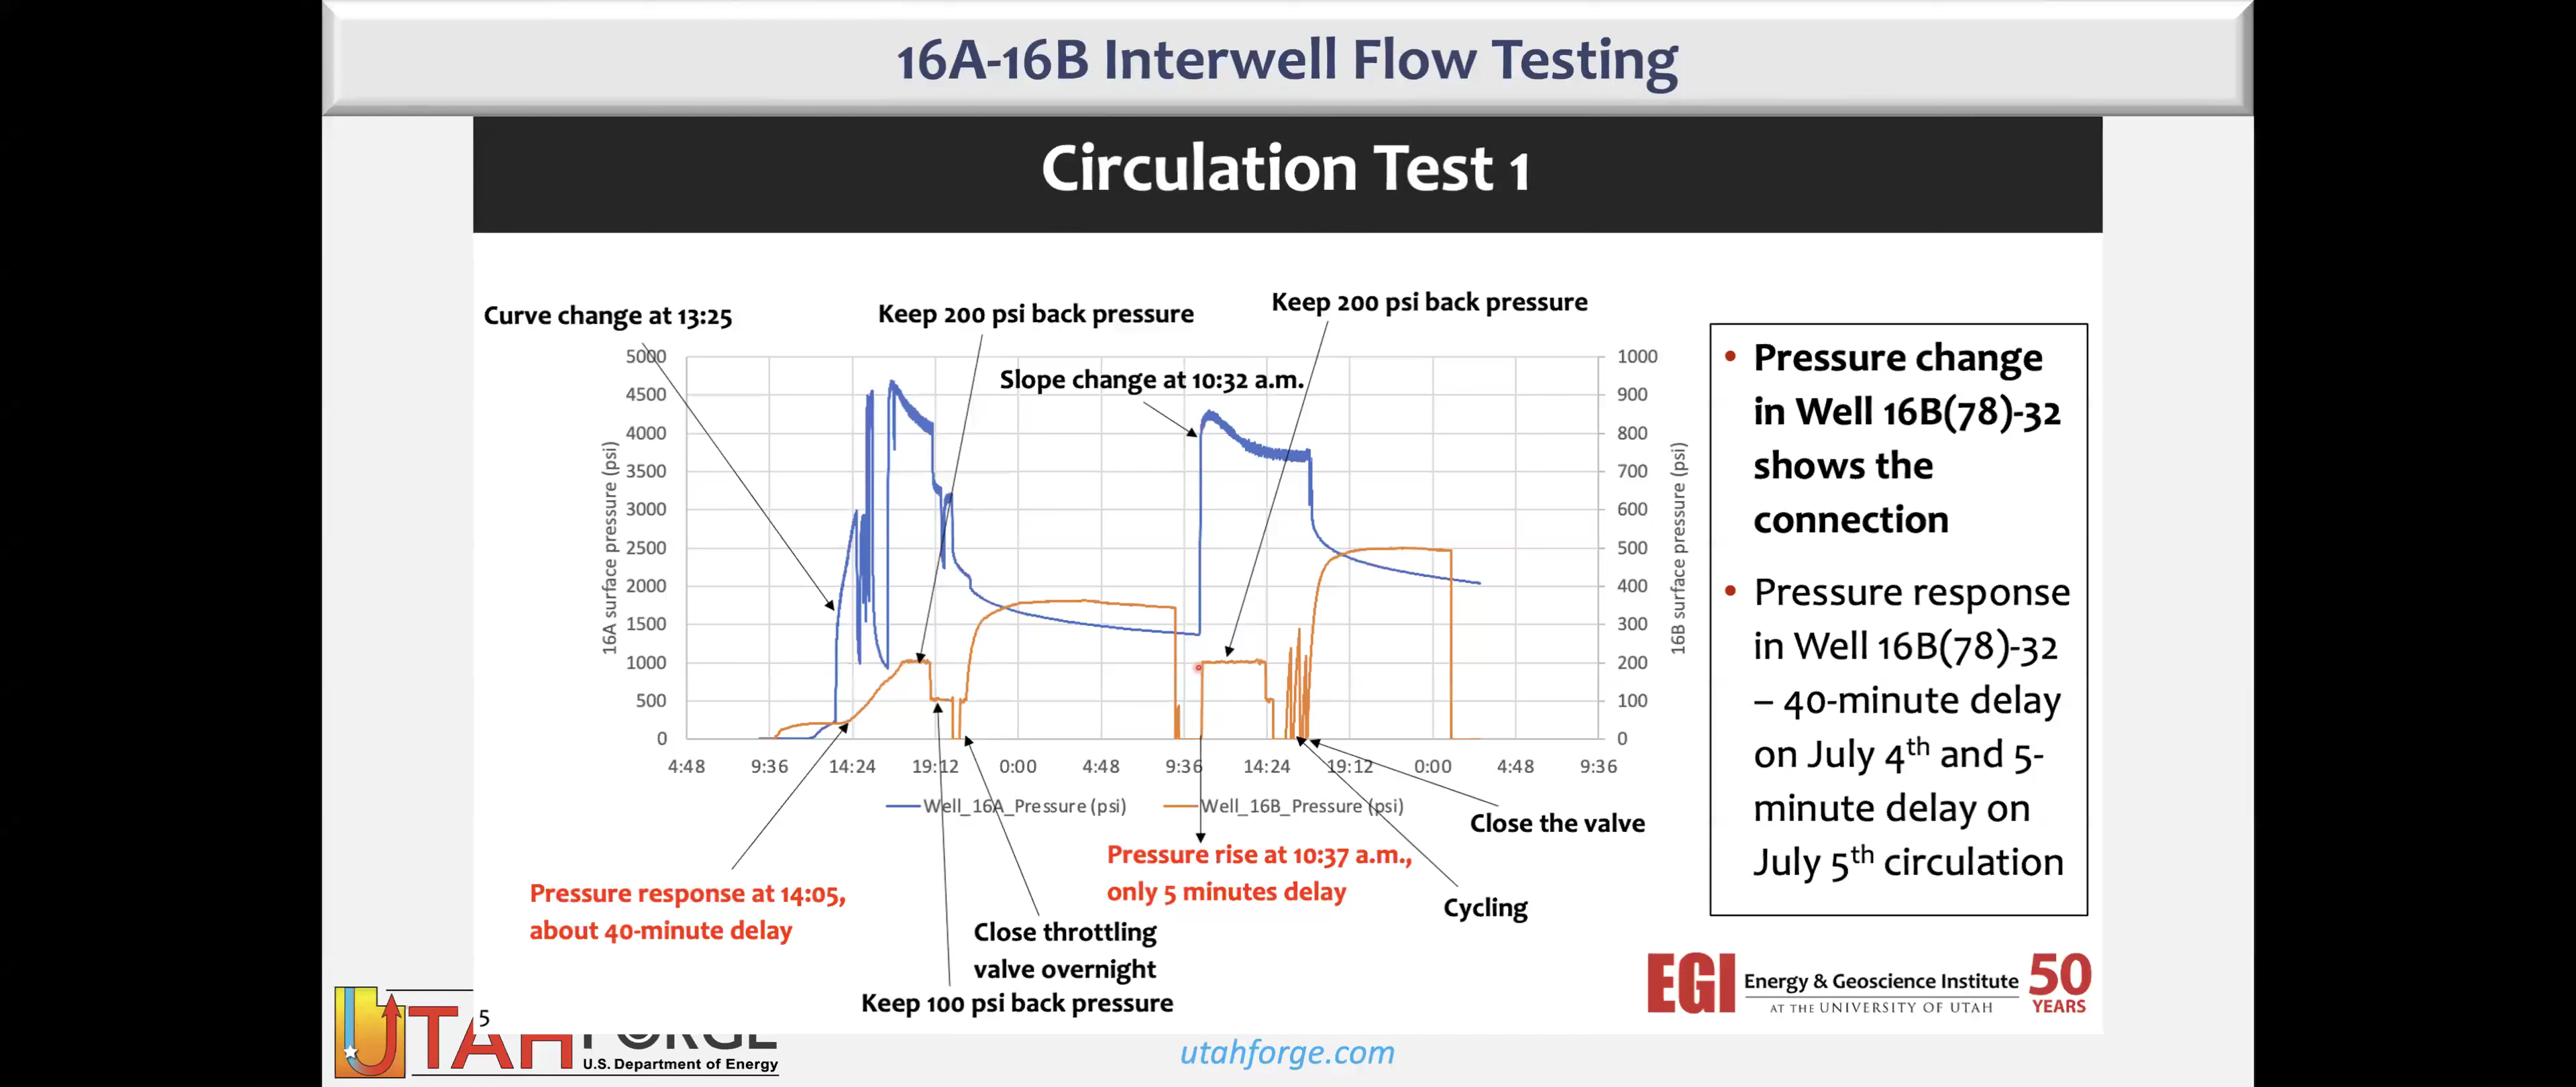 16A-16B Interwell Flow Testing
Circulation Test 1
Curve change at 13:25
Keep 200 psi back pressure
Keep 200 psi back pressure
Slope change at 10:32 a.m.
5000
4500
4000
3500
3000
2500
2000
1500
1000
500
0
16A surface pressure (psi)
1000
900
800
700
600
500
400
300
200
100
0
16B surface pressure (psi)
4:48 9:36 14:24 19:12 0:00 4:48 9:36 14:24 19:12 0:00 4:48 9:36
Well_16A_Pressure (psi) Well_16B_Pressure (psi)
Close the valve
Pressure rise at 10:37 a.m.,
only 5 minutes delay
Cycling
Pressure response at 14:05,
about 40-minute delay
Close throttling
valve overnight
Keep 100 psi back pressure
• Pressure change
in Well 16B(78)-32
shows the
connection
• Pressure response
in Well 16B(78)-32
– 40-minute delay
on July 4th and 5-
minute delay on
July 5th circulation
EGI Energy & Geoscience Institute
AT THE UNIVERSITY OF UTAH
50
YEARS
5
UTAH FORGE
U.S. Department of Energy
utahforge.com